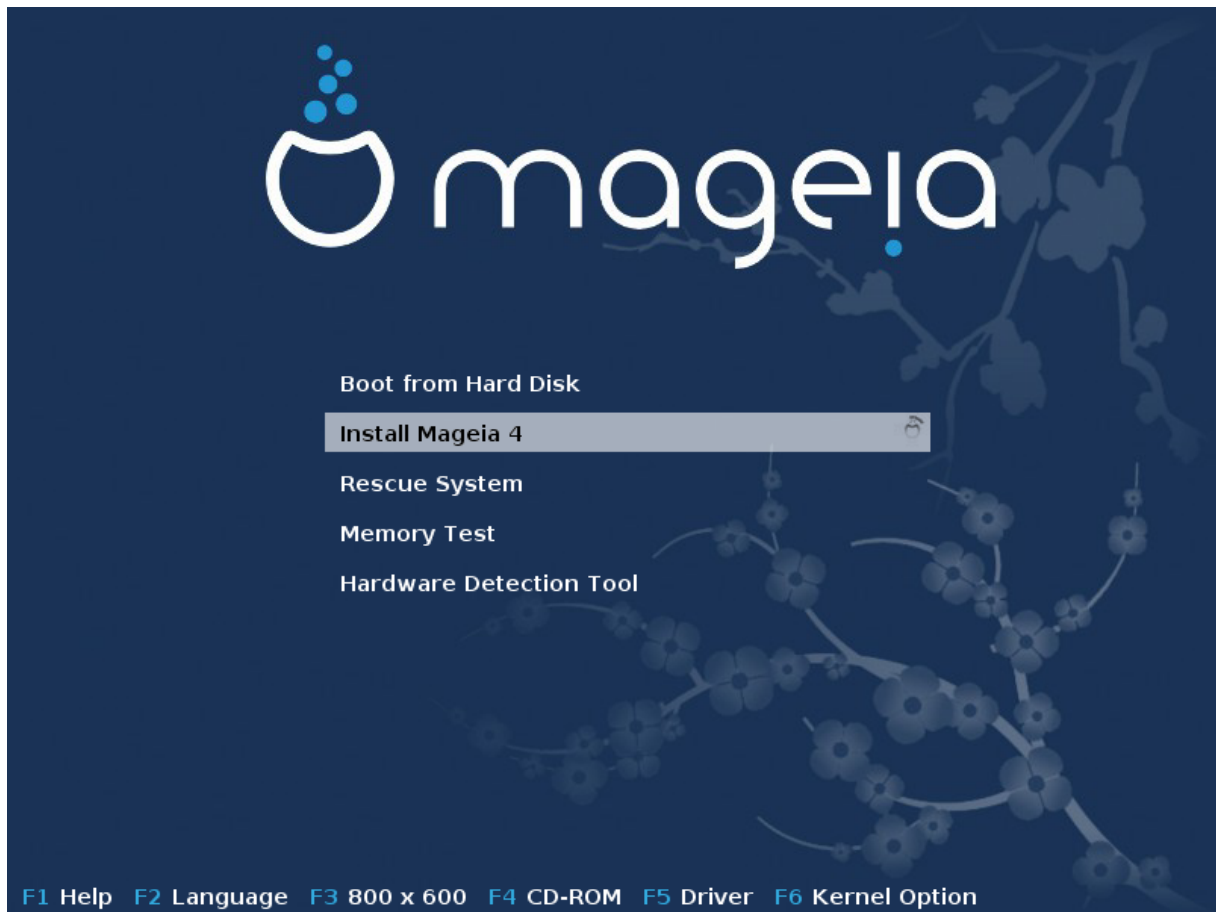 mageia
Boot from Hard Disk
Install Mageia 4
Rescue System
Memory Test
Hardware Detection Tool
F1 Help F2 Language F3 800 x 600 F4 CD-ROM F5 Driver F6 Kernel Option